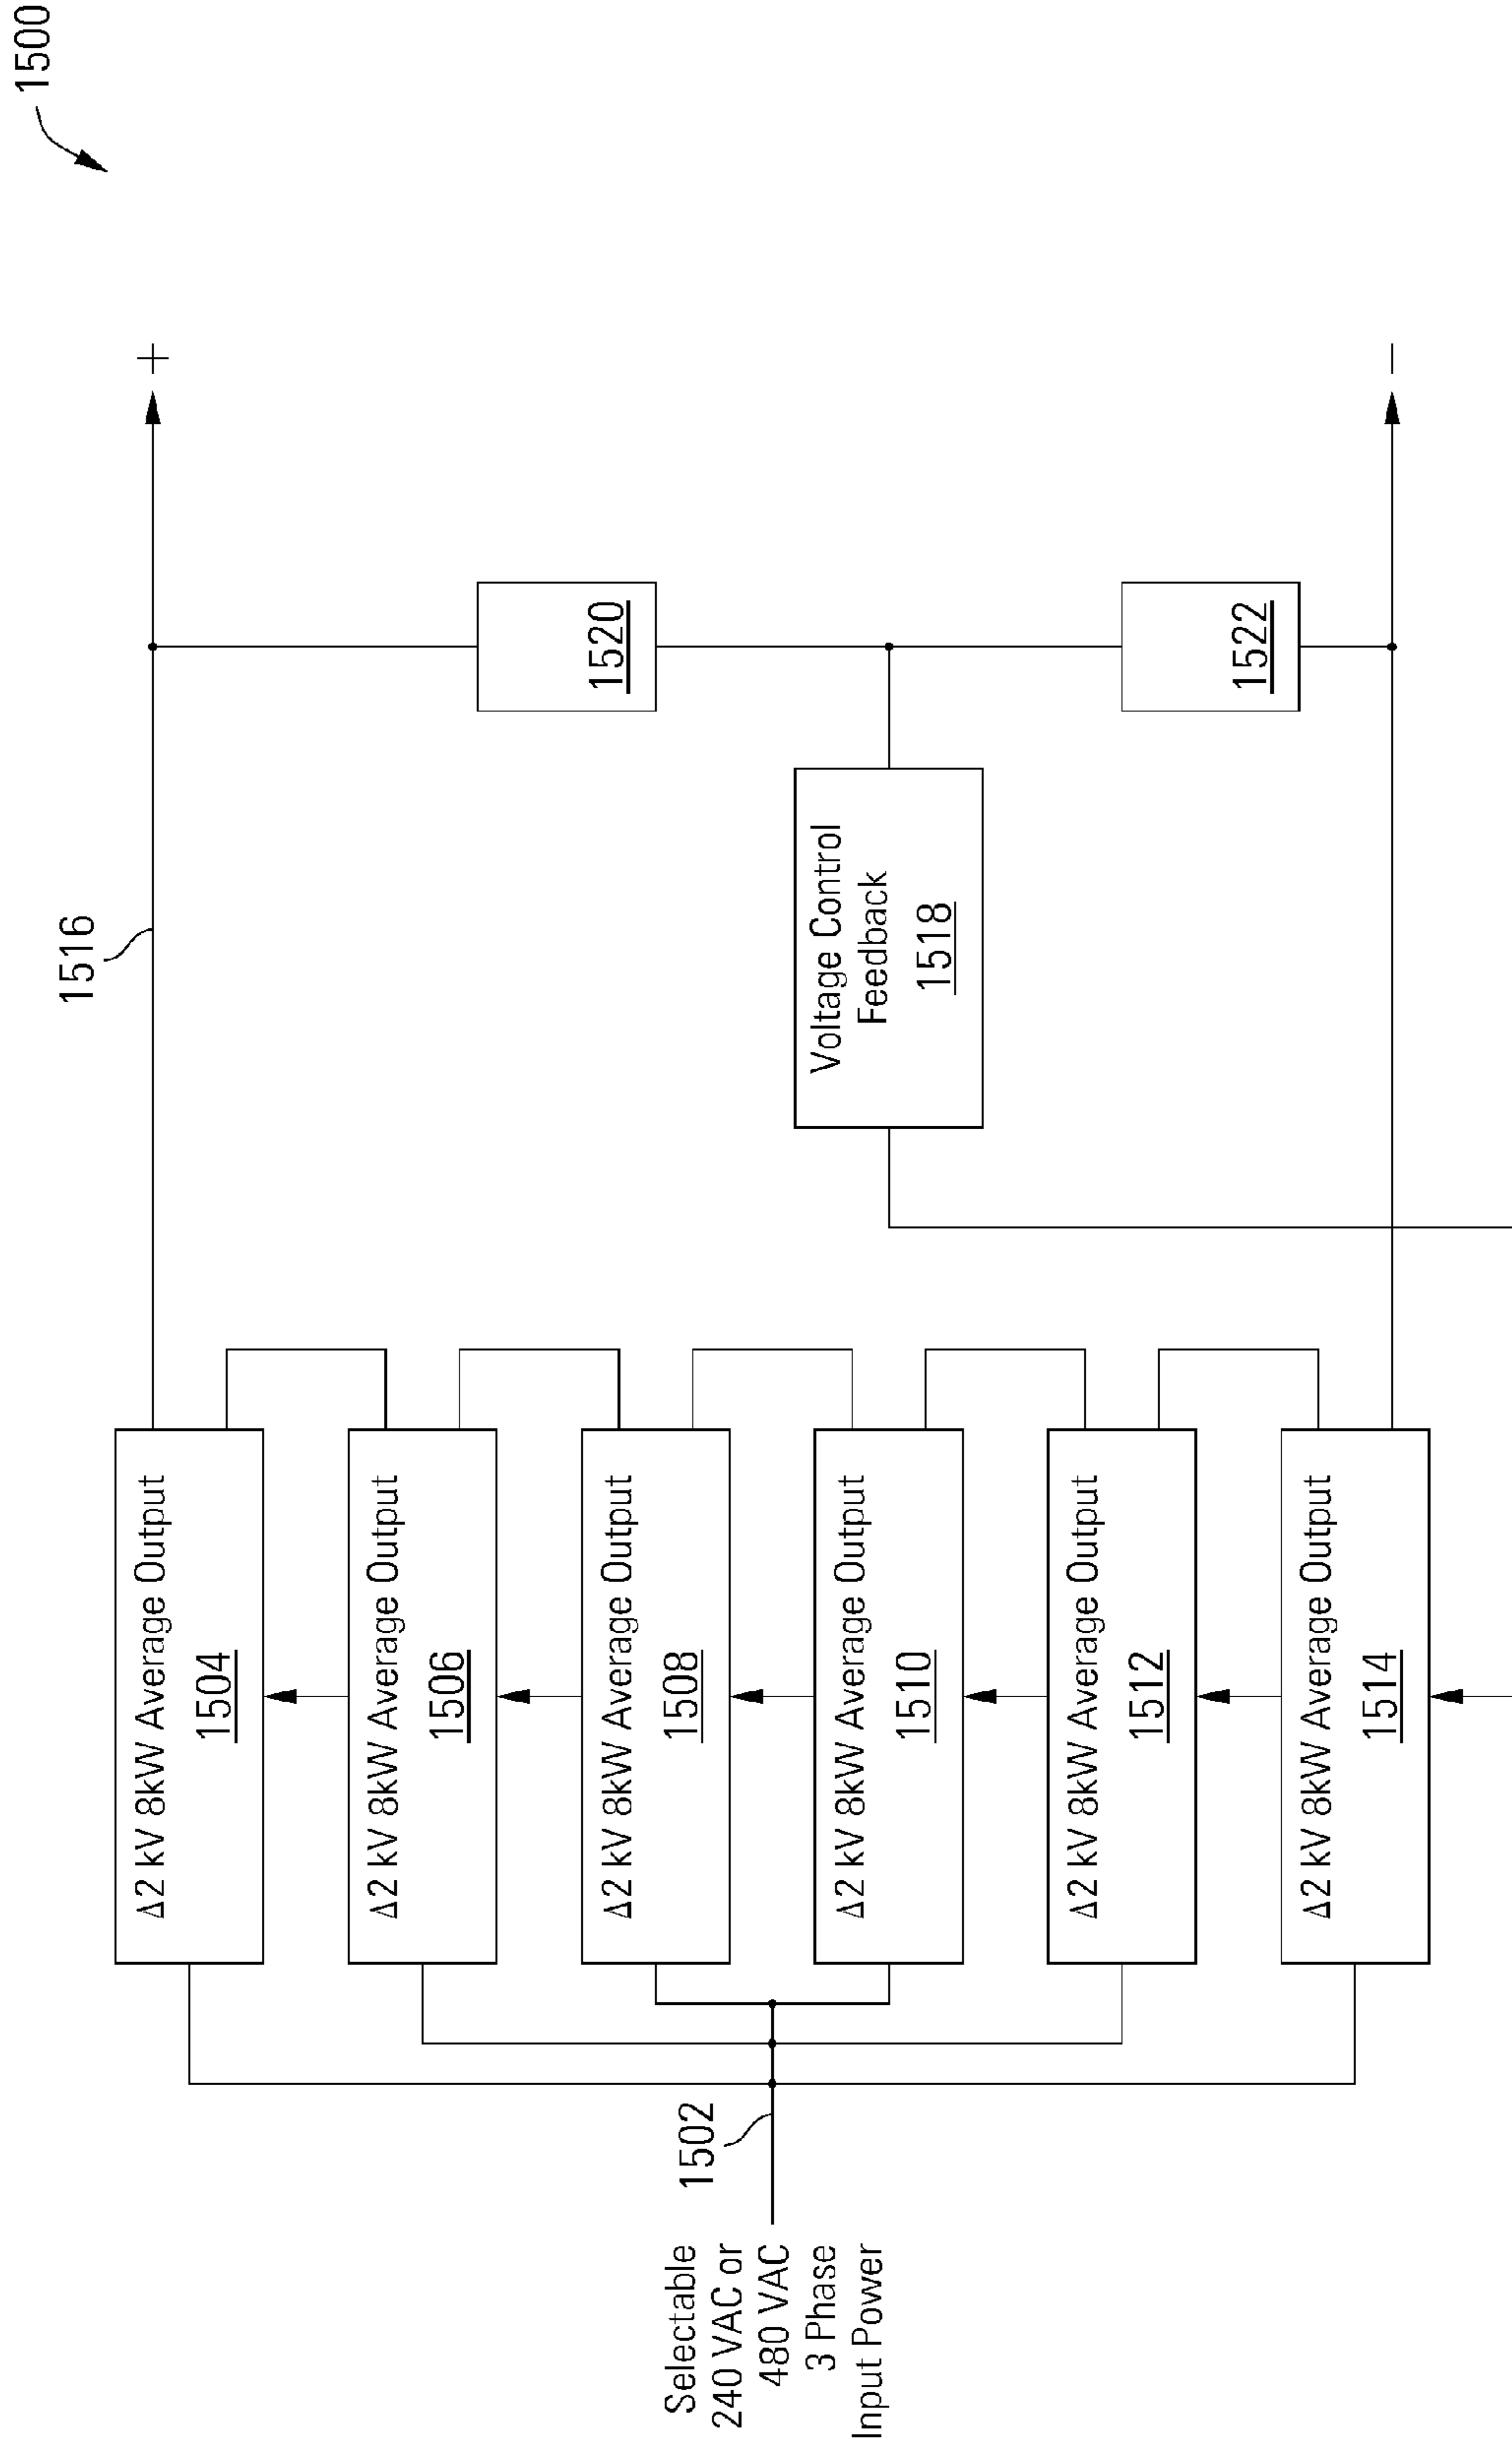 1500
1516
+
Δ2 kV 8kW Average Output
1504
Δ2 kV 8kW Average Output
1506
1520
Selectable
240 VAC or
480 VAC
3 Phase
Input Power
1502
Δ2 kV 8kW Average Output
1508
Voltage Control
Feedback
1518
Δ2 kV 8kW Average Output
1510
Δ2 kV 8kW Average Output
1512
1522
Δ2 kV 8kW Average Output
1514
−